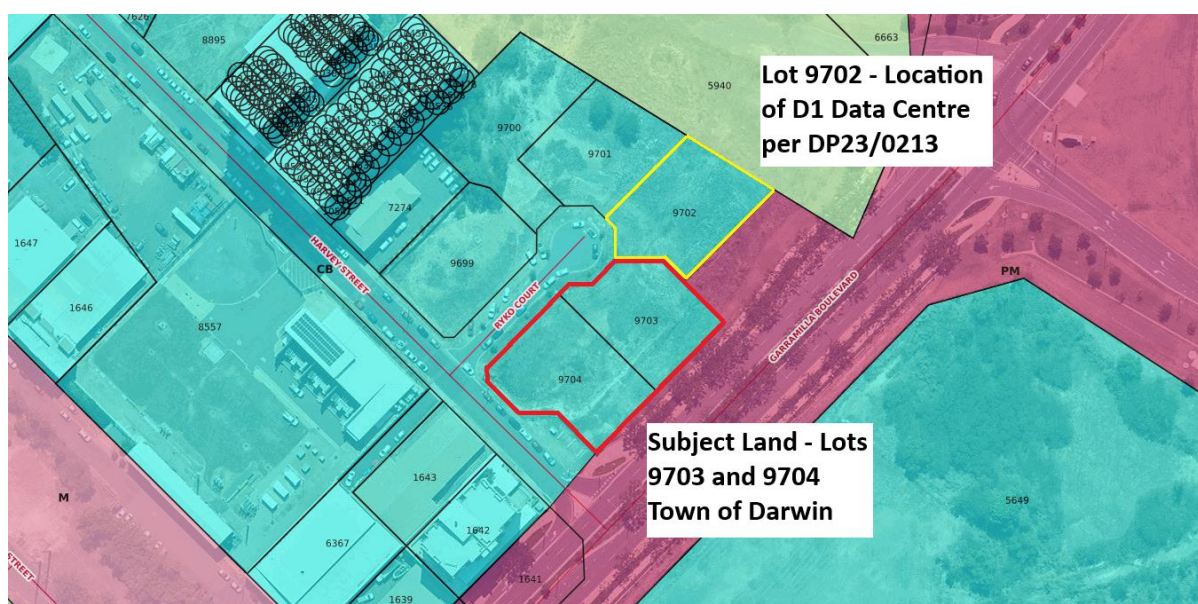 7626
8895
6663
5940
Lot 9702 - Location
of D1 Data Centre
per DP23/0213
9700
9701
9702
7274
9699
1647
HARVEY STREET
CB
RYKO COURT
1646
8557
9703
9704
GARRAMILLA BOULEVARD
PM
Subject Land - Lots
9703 and 9704
Town of Darwin
M
1643
1642
5649
6367
STREET
1641
1639